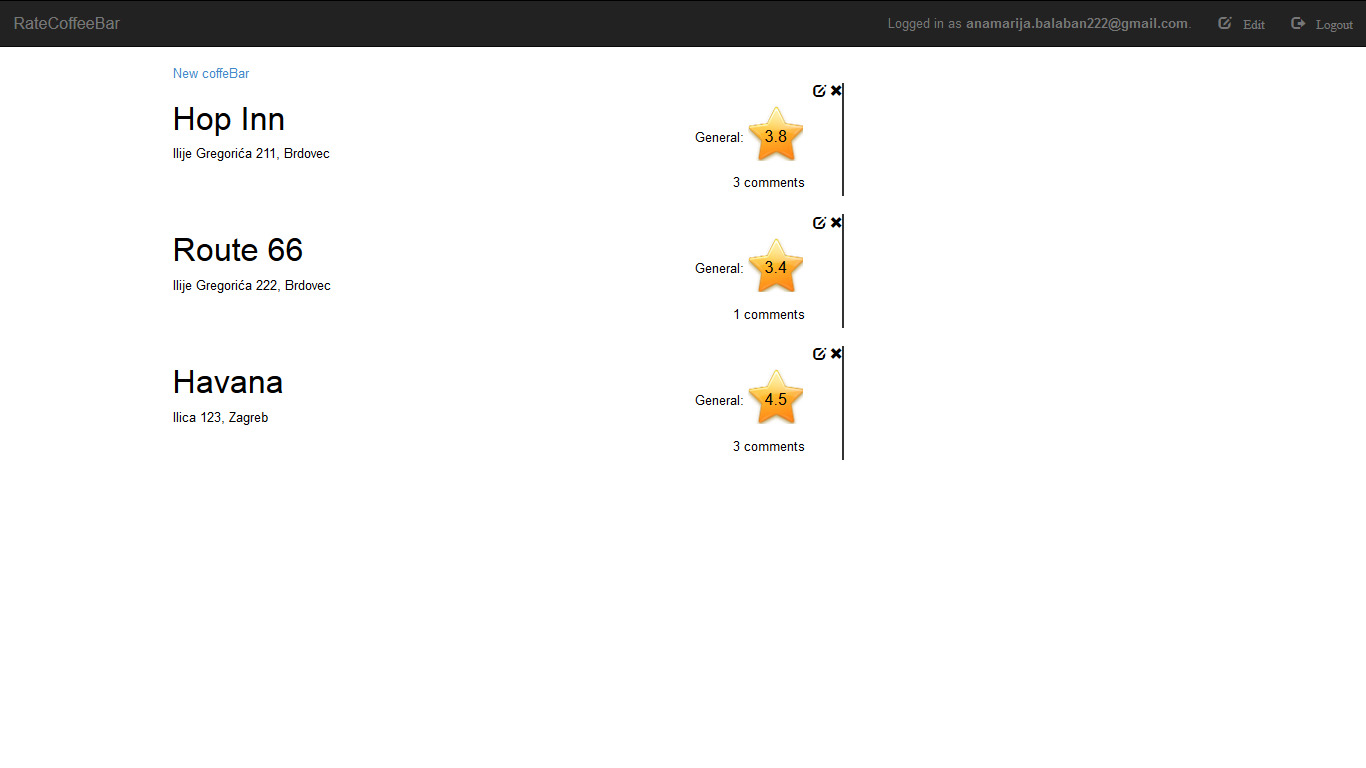 RateCoffeeBar
Logged in as anamarija.balaban222@gmail.com. Edit Logout
New coffeBar
Hop Inn
Ilije Gregorića 211, Brdovec
General: 3.8
3 comments
Route 66
Ilije Gregorića 222, Brdovec
General: 3.4
1 comments
Havana
Ilica 123, Zagreb
General: 4.5
3 comments